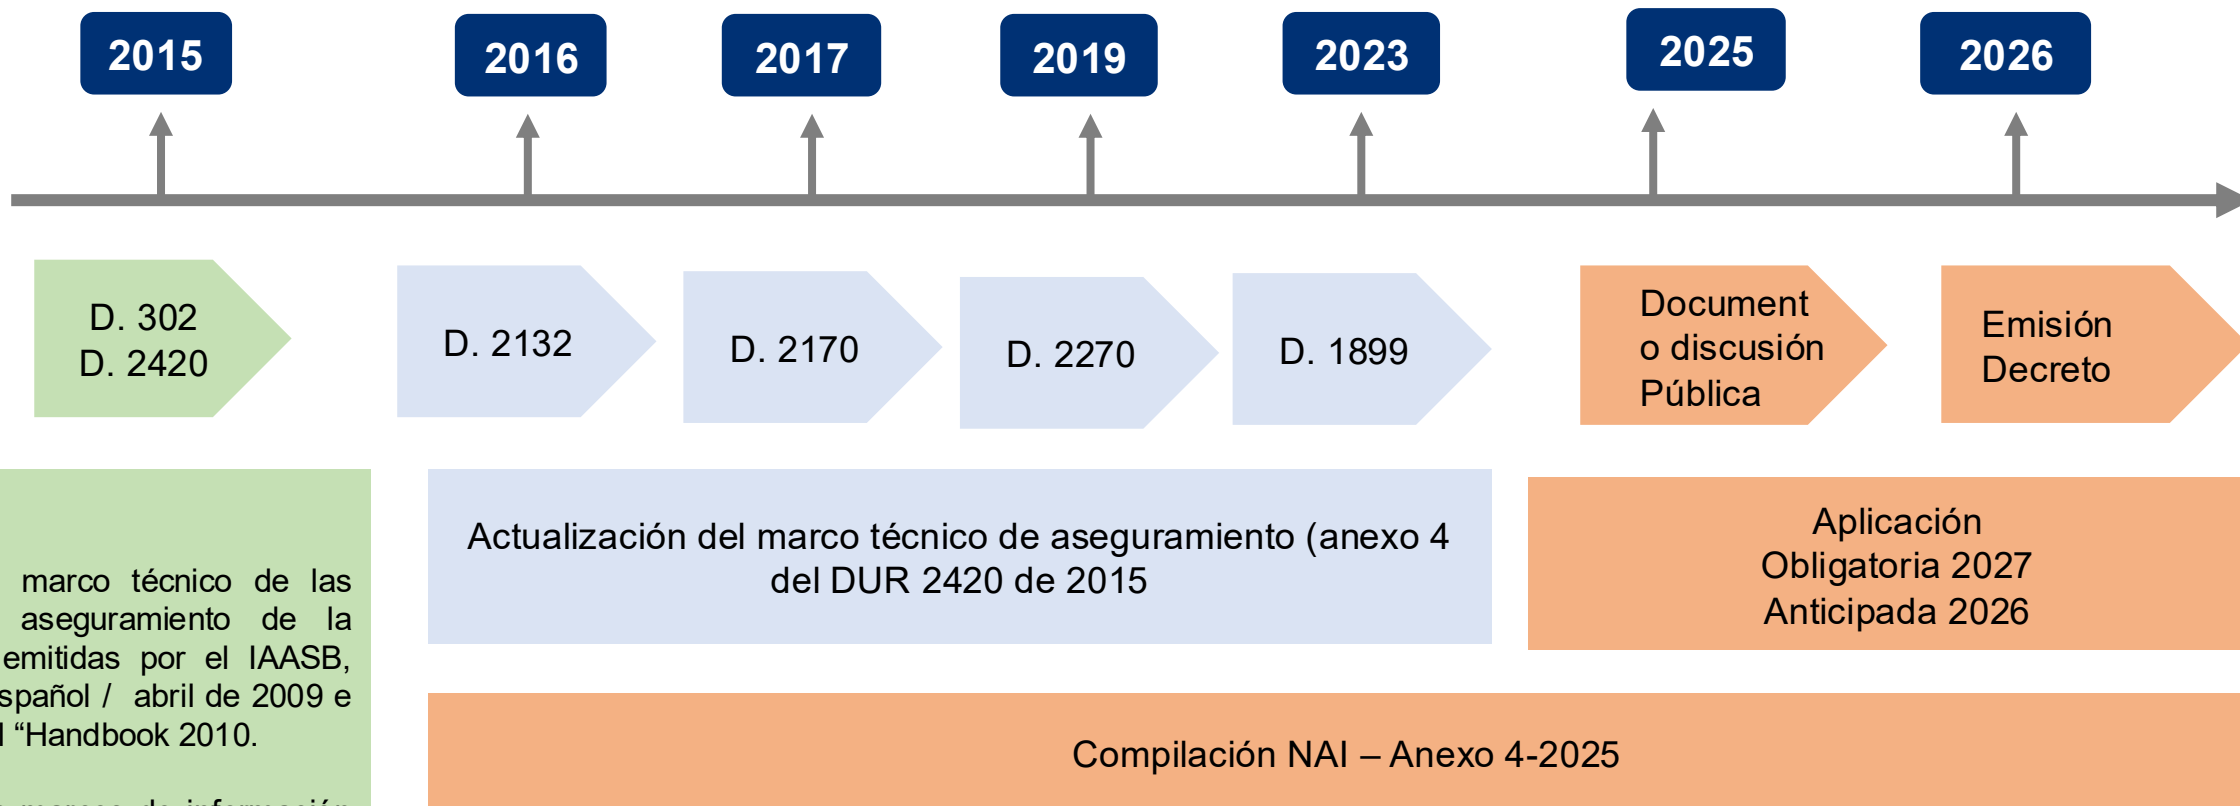 2015
2016
2017
2019
2023
2025
2026
D. 302
D. 2420
D. 2132
D. 2170
D. 2270
D. 1899
Document
o discusión
Pública
Emisión
Decreto
marco técnico de las
aseguramiento de la
emitidas por el IAASB,
spañol / abril de 2009 e
“Handbook 2010.
Actualización del marco técnico de aseguramiento (anexo 4
del DUR 2420 de 2015
Aplicación
Obligatoria 2027
Anticipada 2026
Compilación NAI – Anexo 4-2025